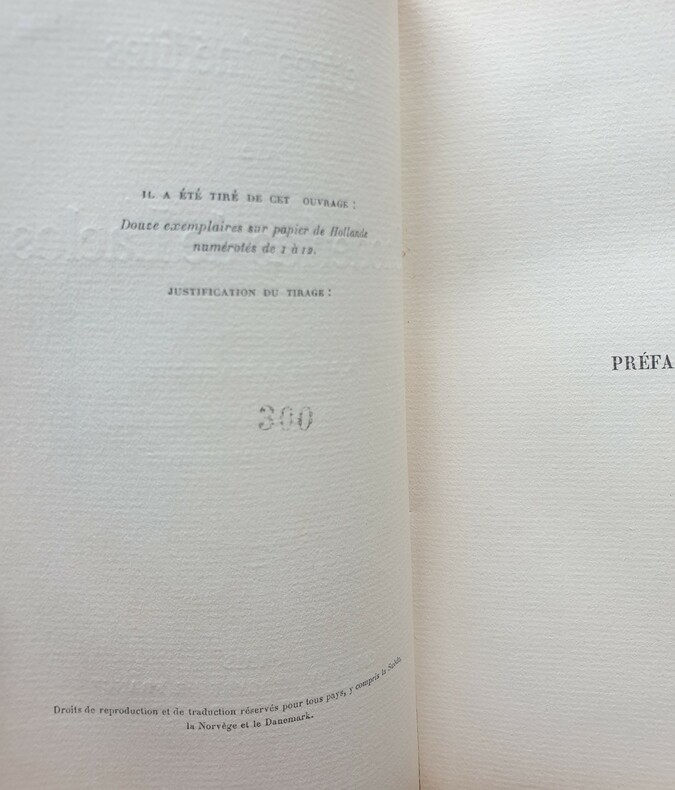 IL A ÉTÉ TIRÉ DE CET OUVRAGE :
Douze exemplaires sur papier de Hollande
numérotés de 1 à 12.
JUSTIFICATION DU TIRAGE :
300
Droits de reproduction et de traduction réservés pour tous pays, y compris la Suède,
la Norvège et le Danemark.
PRÉFA